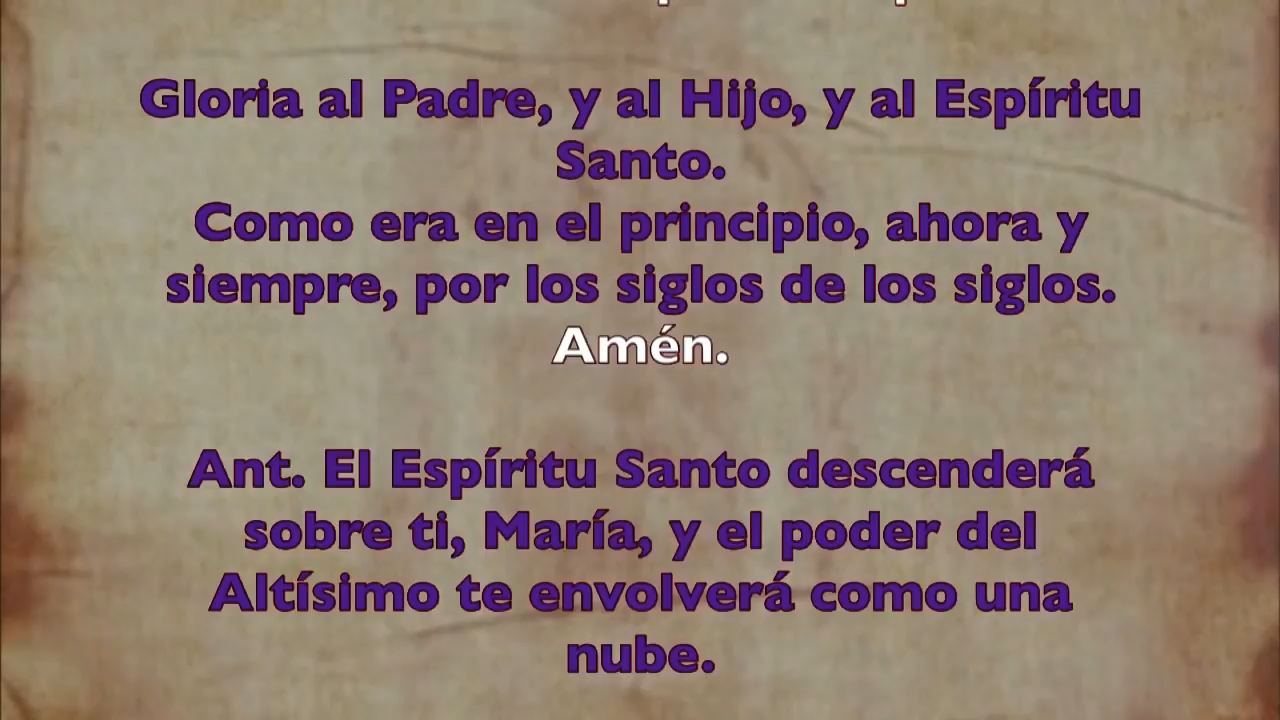 Gloria al Padre, y al Hijo, y al Espíritu
Santo.
Como era en el principio, ahora y
siempre, por los siglos de los siglos.
Amén.
Ant. El Espíritu Santo descenderá
sobre ti, María, y el poder del
Altísimo te envolverá como una
nube.